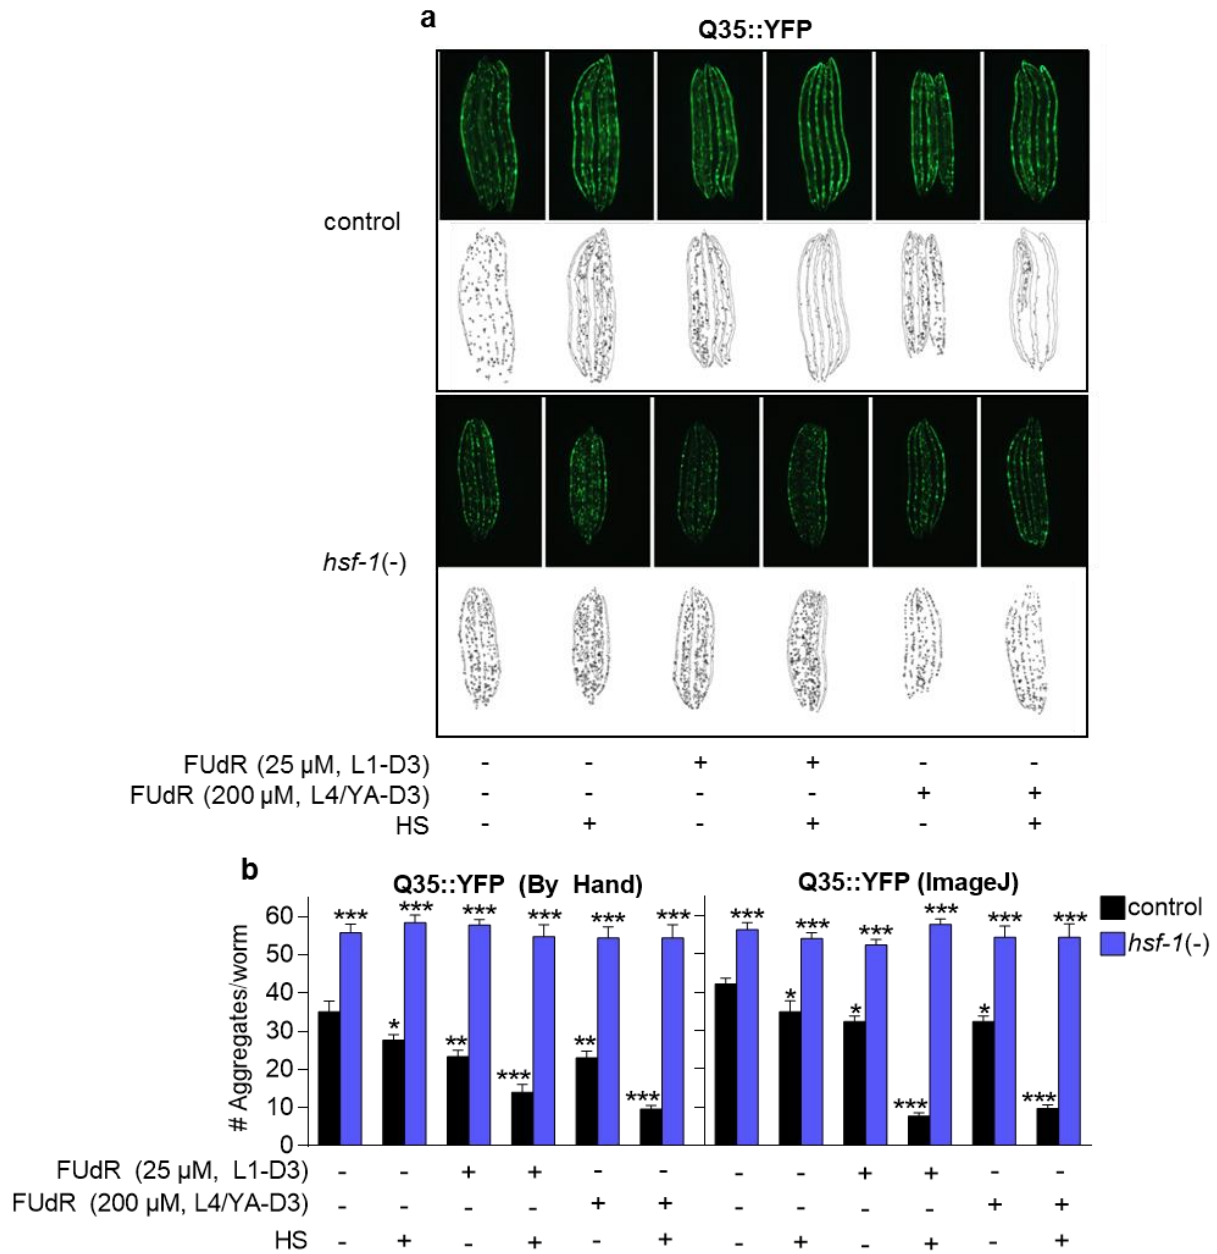 a
Q35::YFP
control
hsf-1(-)
FUdR (25 µM, L1-D3) - - + + - -
FUdR (200 µM, L4/YA-D3) - - - - + +
HS - + - + - +
b
Q35::YFP (By Hand)
Q35::YFP (ImageJ)
control
hsf-1(-)
# Aggregates/worm
60
50
40
30
20
10
0
*** *** *** *** *** *** *** *** *** *** *** ***
* ** *** ** *** * * *** * ***
FUdR (25 µM, L1-D3) - - + + - - - - + + - -
FUdR (200 µM, L4/YA-D3) - - - - + + - - - - + +
HS - + - + - + - + - + - +